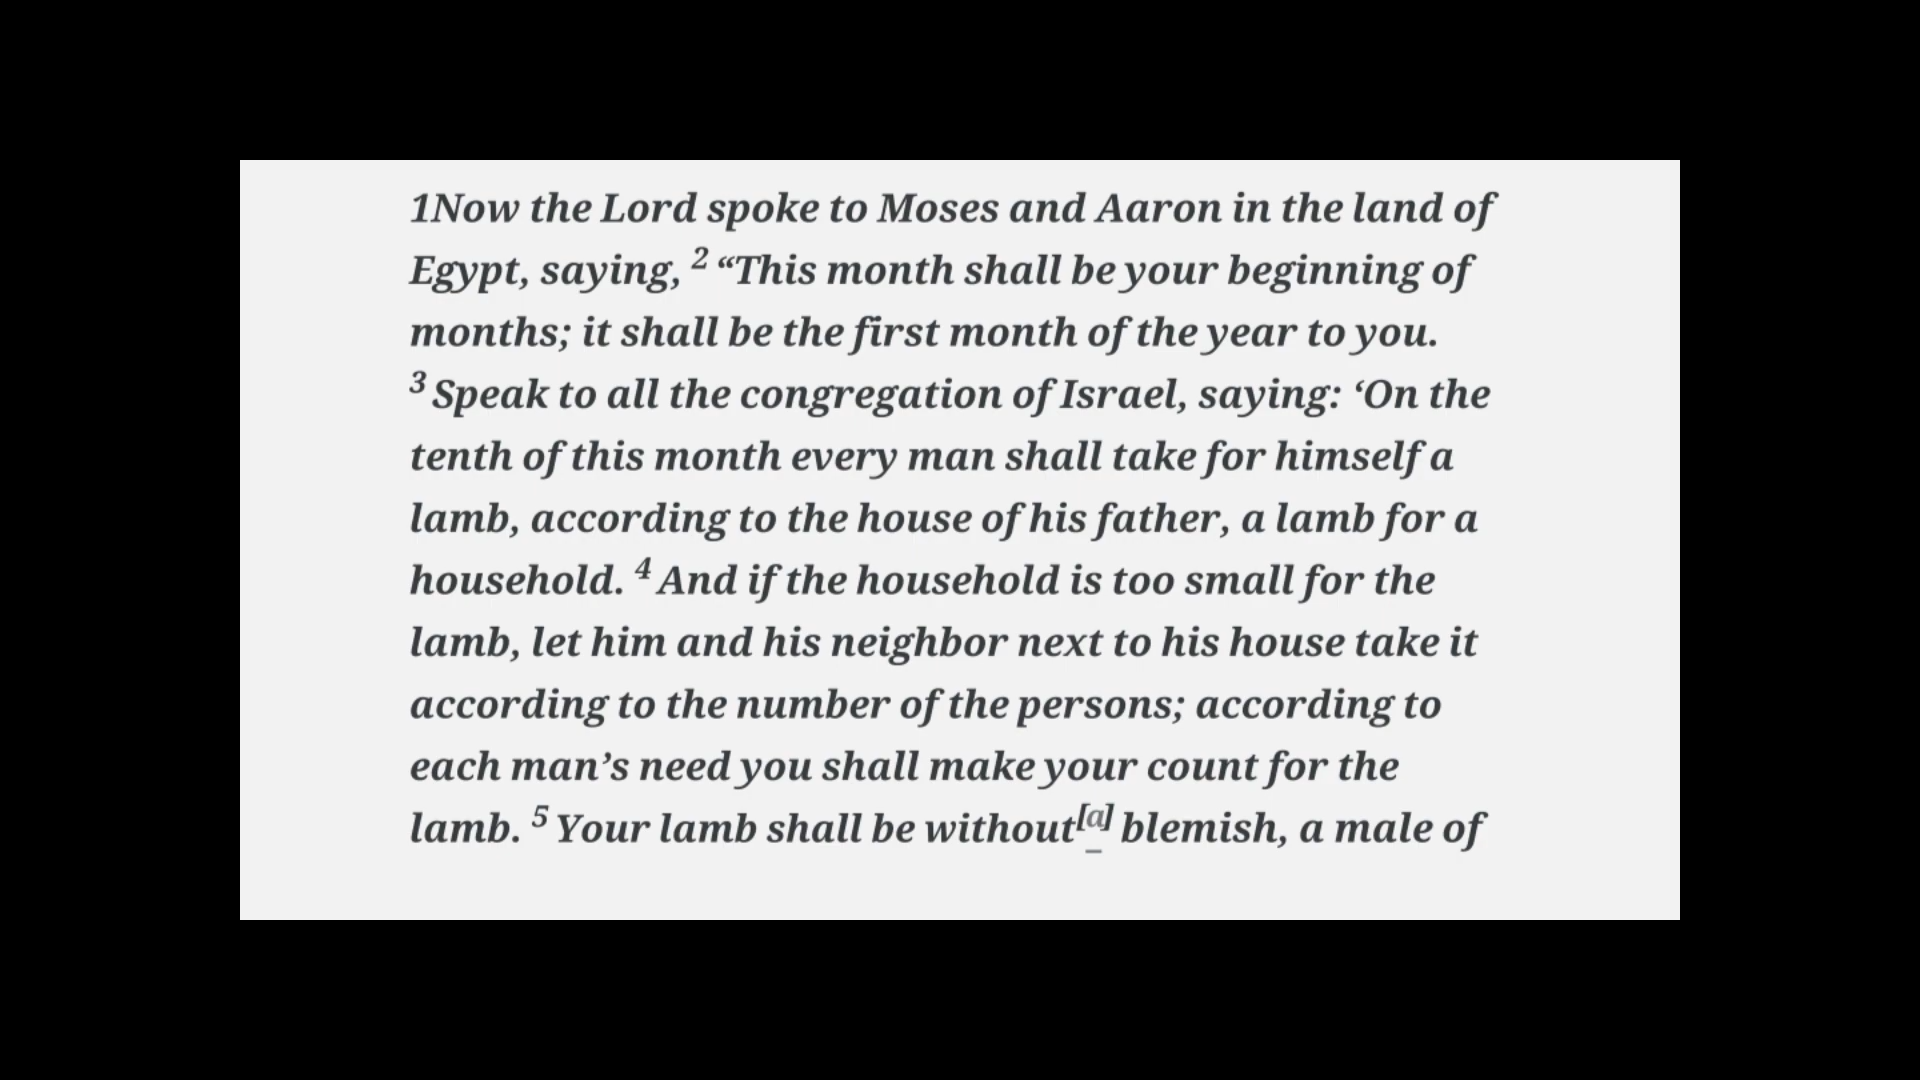 1Now the Lord spoke to Moses and Aaron in the land of
Egypt, saying, 2 “This month shall be your beginning of
months; it shall be the first month of the year to you.
3 Speak to all the congregation of Israel, saying: ‘On the
tenth of this month every man shall take for himself a
lamb, according to the house of his father, a lamb for a
household. 4 And if the household is too small for the
lamb, let him and his neighbor next to his house take it
according to the number of the persons; according to
each man’s need you shall make your count for the
lamb. 5 Your lamb shall be without[a] blemish, a male of